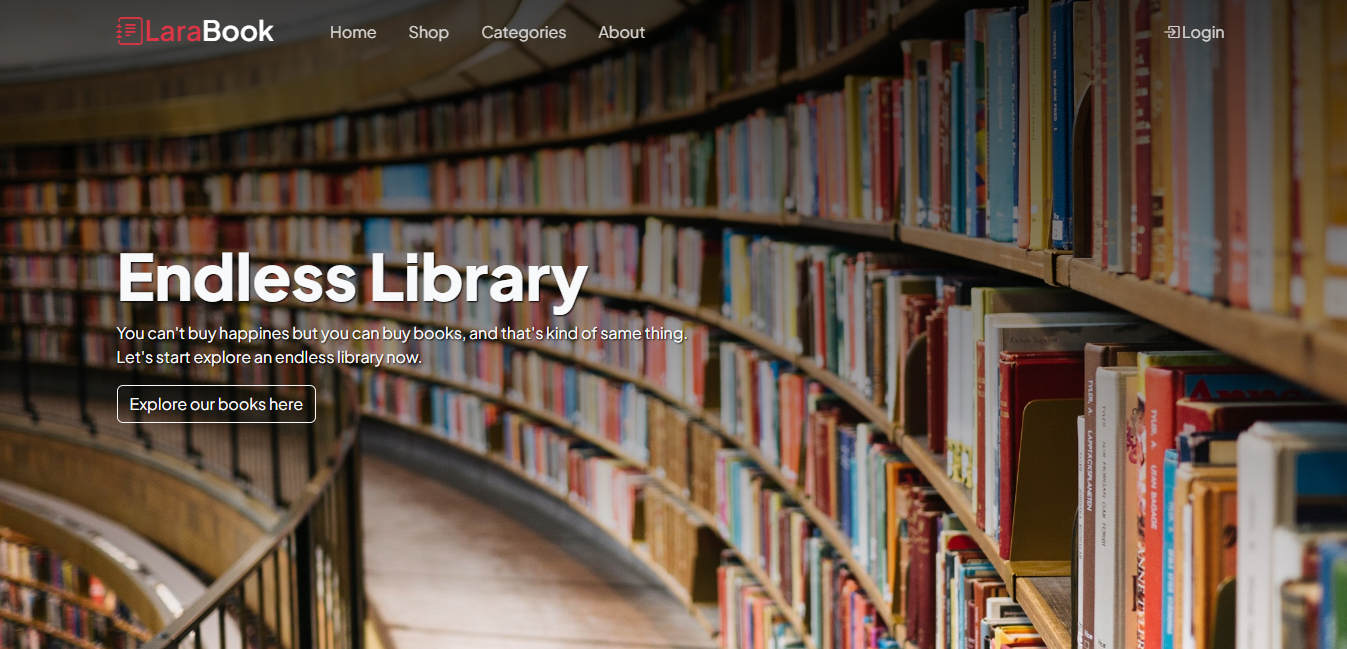 LaraBook
Home
Shop
Categories
About
Login
Endless Library
You can't buy happines but you can buy books, and that's kind of same thing.
Let's start explore an endless library now.
Explore our books here